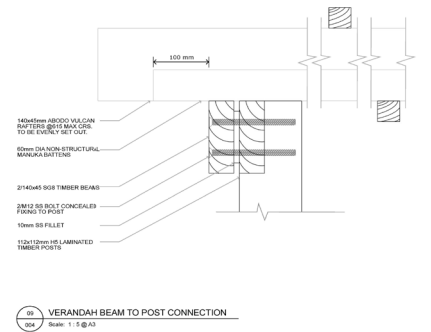 100 mm
140x45mm ABODO VULCAN
RAFTERS @615 MAX CRS.
TO BE EVENLY SET OUT.
60mm DIA NON-STRUCTURAL
MANUKA BATTENS
2/140x45 SG8 TIMBER BEAMS
2/M12 SS BOLT CONCEALED
FIXING TO POST
10mm SS FILLET
112x112mm H5 LAMINATED
TIMBER POSTS
09
004
VERANDAH BEAM TO POST CONNECTION
Scale: 1 : 5 @ A3